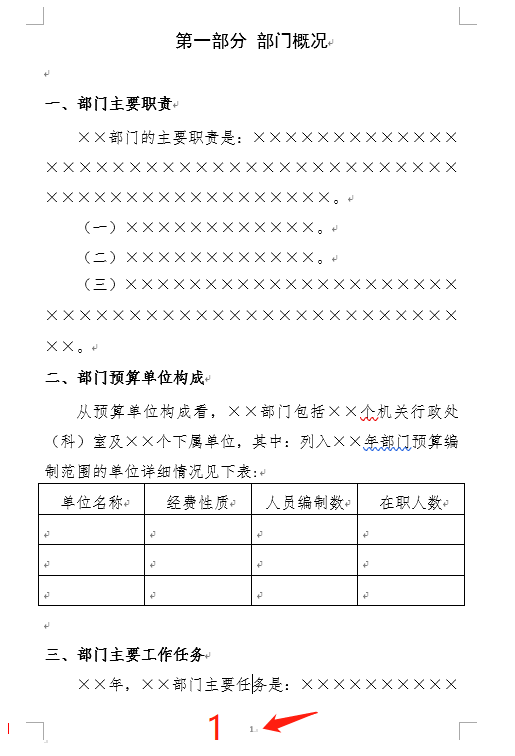 第一部分 部门概况
一、部门主要职责
××部门的主要职责是：×××××××××××××
××××××××××××××××××××××××
××××××××××××××××××。
（一）××××××××××××。
（二）××××××××××××。
（三）×××××××××××××××××××××
×××××××××××××××××××××××××
××。
二、部门预算单位构成
从预算单位构成看，××部门包括××个机关行政处
（科）室及××个下属单位，其中：列入××年部门预算编
制范围的单位详细情况见下表:
单位名称 经费性质 人员编制数 在职人数
三、部门主要工作任务
××年，××部门主要任务是：××××××××××
1 1